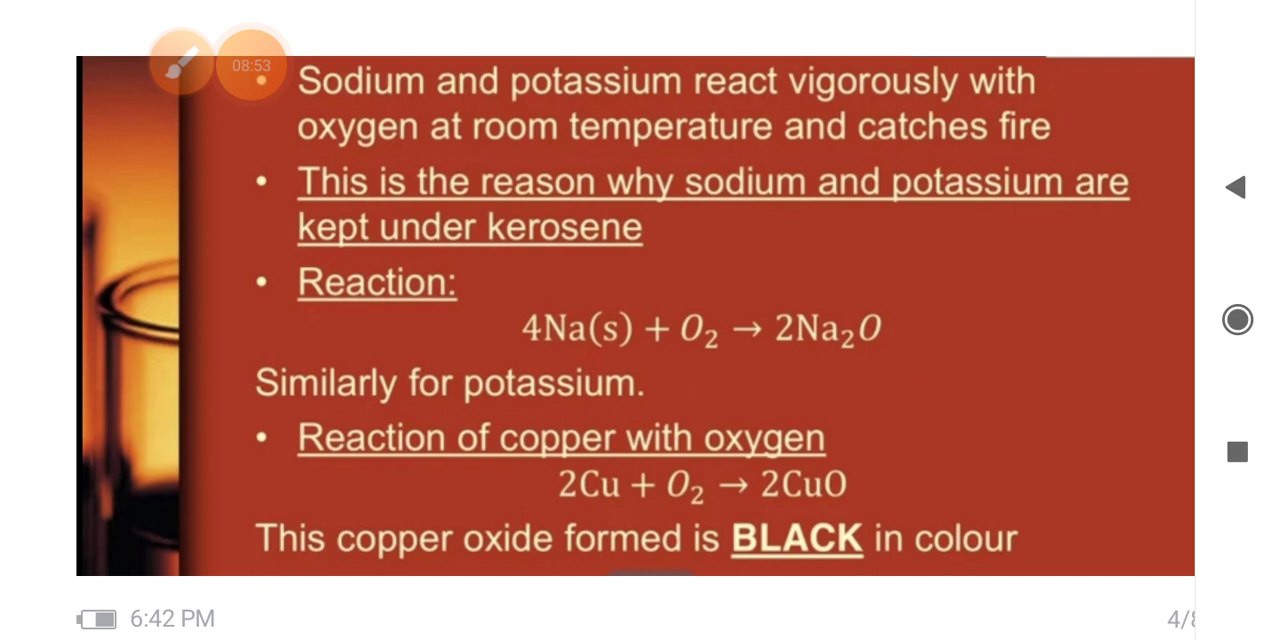 08:53
• Sodium and potassium react vigorously with
oxygen at room temperature and catches fire
• This is the reason why sodium and potassium are
kept under kerosene
• Reaction:
4Na(s) + O₂ → 2Na₂O
Similarly for potassium.
• Reaction of copper with oxygen
2Cu + O₂ → 2CuO
This copper oxide formed is BLACK in colour
6:42 PM
4/